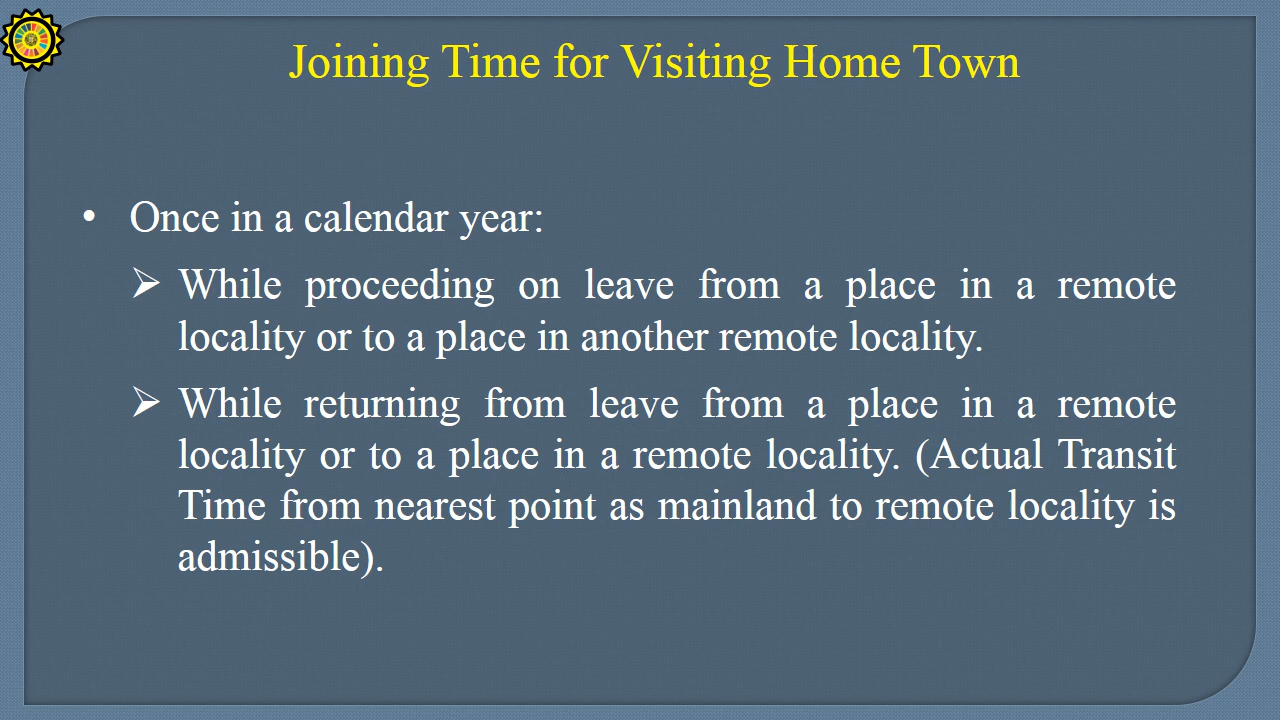 Joining Time for Visiting Home Town
• Once in a calendar year:
➢ While proceeding on leave from a place in a remote
locality or to a place in another remote locality.
➢ While returning from leave from a place in a remote
locality or to a place in a remote locality. (Actual Transit
Time from nearest point as mainland to remote locality is
admissible).